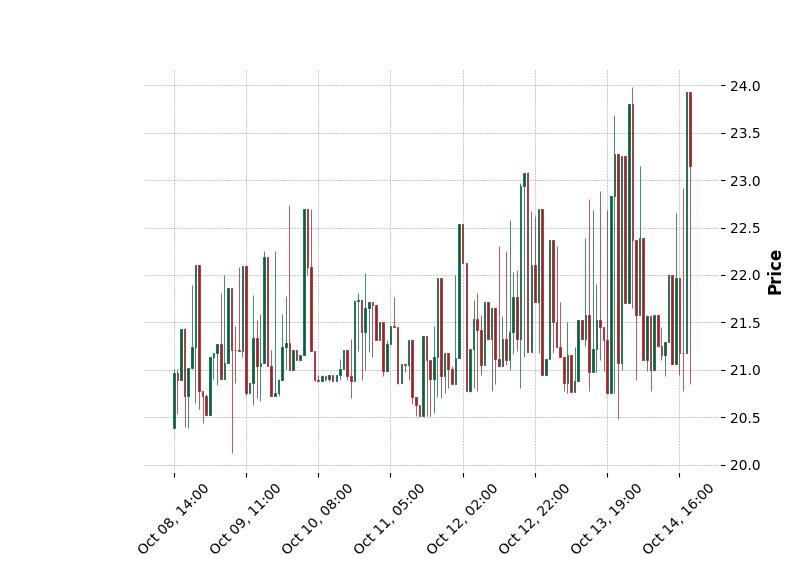 24.0
23.5
23.0
22.5
22.0
21.5
21.0
20.5
20.0
Price
Oct 08, 14:00
Oct 09, 11:00
Oct 10, 08:00
Oct 11, 05:00
Oct 12, 02:00
Oct 12, 22:00
Oct 13, 19:00
Oct 14, 16:00